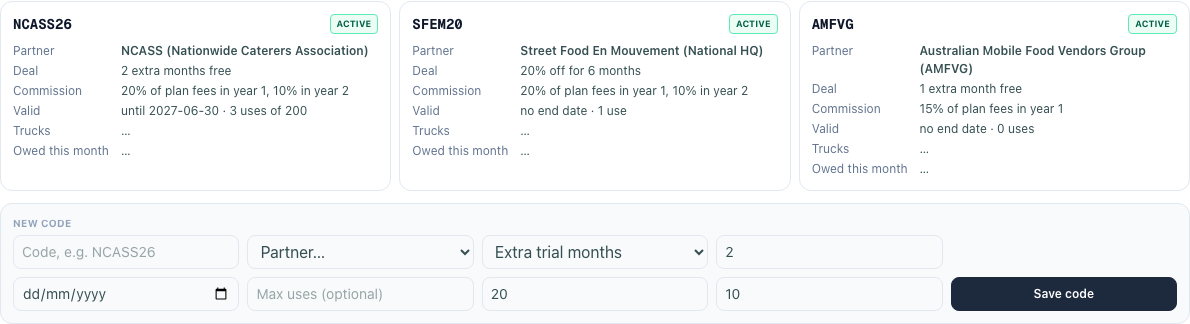 NCASS26 ACTIVE
Partner NCASS (Nationwide Caterers Association)
Deal 2 extra months free
Commission 20% of plan fees in year 1, 10% in year 2
Valid until 2027-06-30 · 3 uses of 200
Trucks ...
Owed this month ...
SFEM20 ACTIVE
Partner Street Food En Mouvement (National HQ)
Deal 20% off for 6 months
Commission 20% of plan fees in year 1, 10% in year 2
Valid no end date · 1 use
Trucks ...
Owed this month ...
AMFVG ACTIVE
Partner Australian Mobile Food Vendors Group
(AMFVG)
Deal 1 extra month free
Commission 15% of plan fees in year 1
Valid no end date · 0 uses
Trucks ...
Owed this month ...
NEW CODE
Code, e.g. NCASS26 Partner... Extra trial months 2
dd/mm/yyyy Max uses (optional) 20 10 Save code